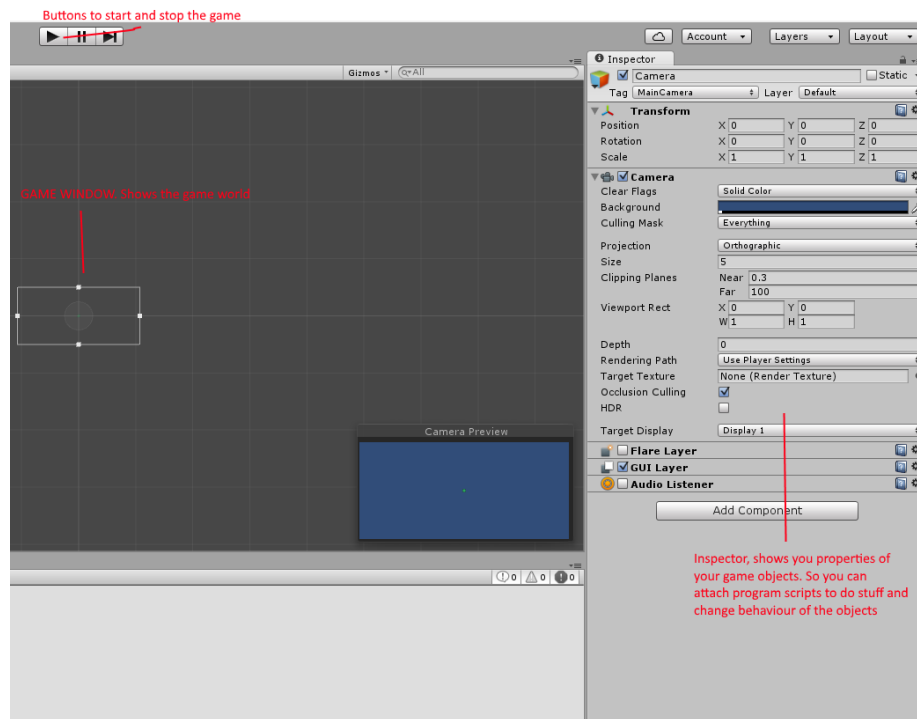 Buttons to start and stop the game
Account Layers Layout
Inspector
Gizmos All
Camera Static
Tag MainCamera Layer Default
Transform
Position X 0 Y 0 Z 0
Rotation X 0 Y 0 Z 0
Scale X 1 Y 1 Z 1
GAME WINDOW. Shows the game world
Camera
Clear Flags Solid Color
Background
Culling Mask Everything
Projection Orthographic
Size 5
Clipping Planes Near 0.3
Far 100
Viewport Rect X 0 Y 0
W 1 H 1
Depth 0
Rendering Path Use Player Settings
Target Texture None (Render Texture)
Occlusion Culling
HDR
Target Display Display 1
Camera Preview
Flare Layer
GUI Layer
Audio Listener
Add Component
Inspector, shows you properties of
your game objects. So you can
attach program scripts to do stuff and
change behaviour of the objects
0 0 0